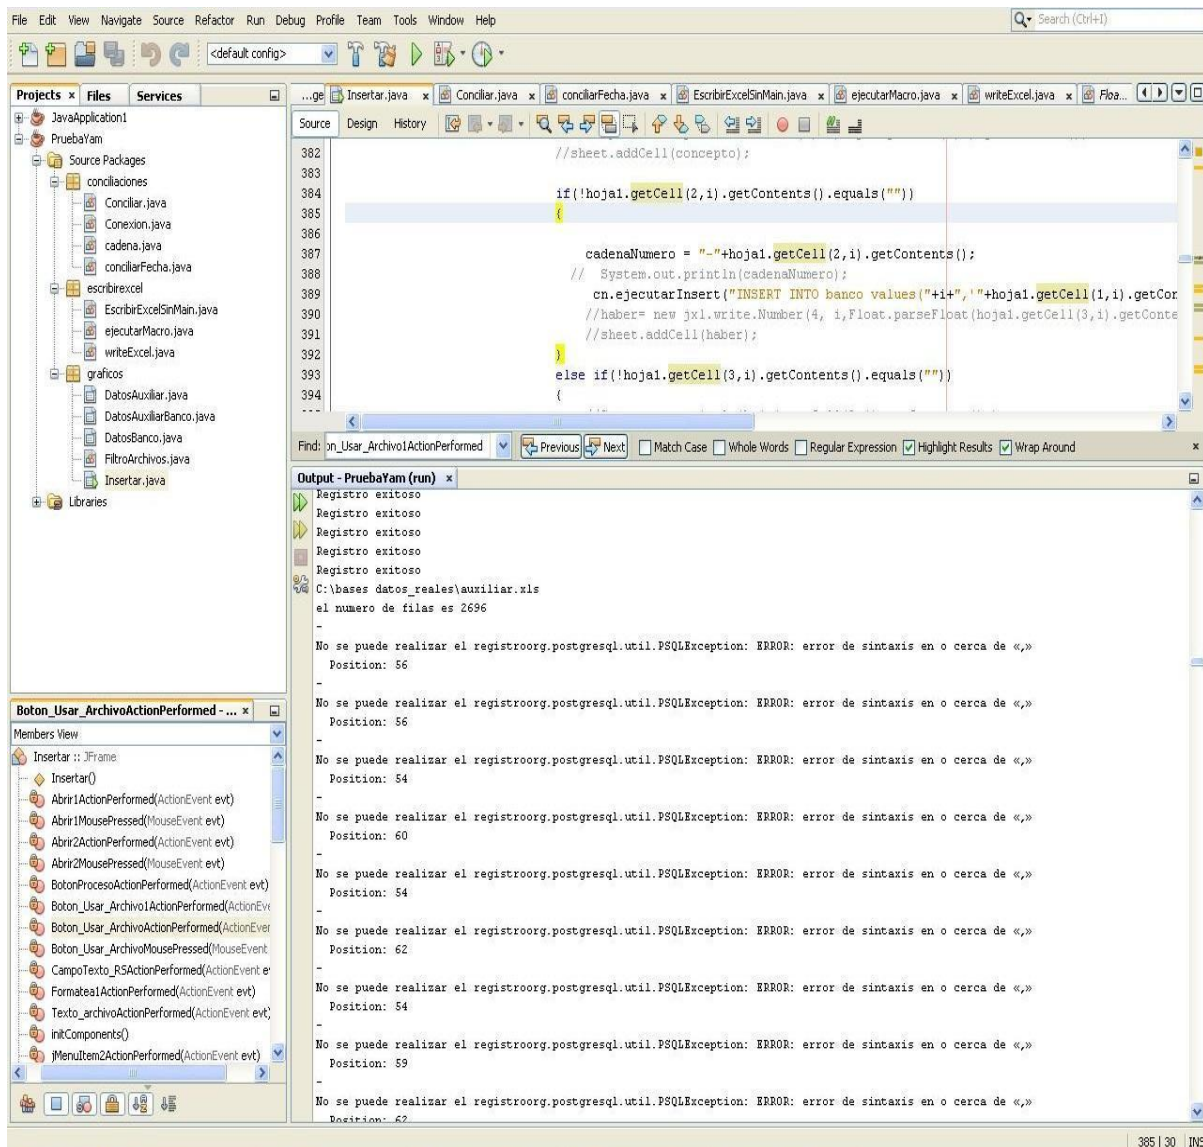 File Edit View Navigate Source Refactor Run Debug Profile Team Tools Window Help
Search (Ctrl+I)
<default config>
Projects x Files Services
JavaApplication1
PruebaYam
Source Packages
conciliaciones
Conciliar.java
Conexion.java
cadena.java
conciliarFecha.java
escribirexcel
EscribirExcelSinMain.java
ejecutarMacro.java
writeExcel.java
graficos
DatosAuxiliar.java
DatosAuxiliarBanco.java
DatosBanco.java
FiltroArchivos.java
Insertar.java
Libraries
...ge Insertar.java x Conciliar.java x conciliarFecha.java x EscribirExcelSinMain.java x ejecutarMacro.java x writeExcel.java x Floa...
Source Design History
382 //sheet.addCell(concepto);
383
384 if(!hoja1.getCell(2,i).getContents().equals(""))
385 {
386
387 cadenaNumero = "-"+hoja1.getCell(2,i).getContents();
388 // System.out.println(cadenaNumero);
389 cn.ejecutarInsert("INSERT INTO banco values("+i+",'"+hoja1.getCell(1,i).getCon
390 //haber= new jxl.write.Number(4, i,Float.parseFloat(hoja1.getCell(3,i).getConte
391 //sheet.addCell(haber);
392 }
393 else if(!hoja1.getCell(3,i).getContents().equals(""))
394 {
Find: on_Usar_Archivo1ActionPerformed Previous Next Match Case Whole Words Regular Expression Highlight Results Wrap Around x
Output - PruebaYam (run) x
Registro exitoso
Registro exitoso
Registro exitoso
Registro exitoso
Registro exitoso
C:\bases datos_reales\auxiliar.xls
el numero de filas es 2696
-
No se puede realizar el registroorg.postgresql.util.PSQLException: ERROR: error de sintaxis en o cerca de «,»
Position: 56
-
No se puede realizar el registroorg.postgresql.util.PSQLException: ERROR: error de sintaxis en o cerca de «,»
Position: 56
-
No se puede realizar el registroorg.postgresql.util.PSQLException: ERROR: error de sintaxis en o cerca de «,»
Position: 54
-
No se puede realizar el registroorg.postgresql.util.PSQLException: ERROR: error de sintaxis en o cerca de «,»
Position: 60
-
No se puede realizar el registroorg.postgresql.util.PSQLException: ERROR: error de sintaxis en o cerca de «,»
Position: 54
-
No se puede realizar el registroorg.postgresql.util.PSQLException: ERROR: error de sintaxis en o cerca de «,»
Position: 62
-
No se puede realizar el registroorg.postgresql.util.PSQLException: ERROR: error de sintaxis en o cerca de «,»
Position: 54
-
No se puede realizar el registroorg.postgresql.util.PSQLException: ERROR: error de sintaxis en o cerca de «,»
Position: 59
-
No se puede realizar el registroorg.postgresql.util.PSQLException: ERROR: error de sintaxis en o cerca de «,»
Position: 62
Boton_Usar_ArchivoActionPerformed - ... x
Members View
Insertar :: JFrame
Insertar()
Abrir1ActionPerformed(ActionEvent evt)
Abrir1MousePressed(MouseEvent evt)
Abrir2ActionPerformed(ActionEvent evt)
Abrir2MousePressed(MouseEvent evt)
BotonProcesoActionPerformed(ActionEvent evt)
Boton_Usar_Archivo1ActionPerformed(ActionEve
Boton_Usar_ArchivoActionPerformed(ActionEver
Boton_Usar_ArchivoMousePressed(MouseEvent
CampoTexto_RSActionPerformed(ActionEvent e
Formatea1ActionPerformed(ActionEvent evt)
Texto_archivoActionPerformed(ActionEvent evt)
initComponents()
jMenuItem2ActionPerformed(ActionEvent evt)
385 | 30 INS